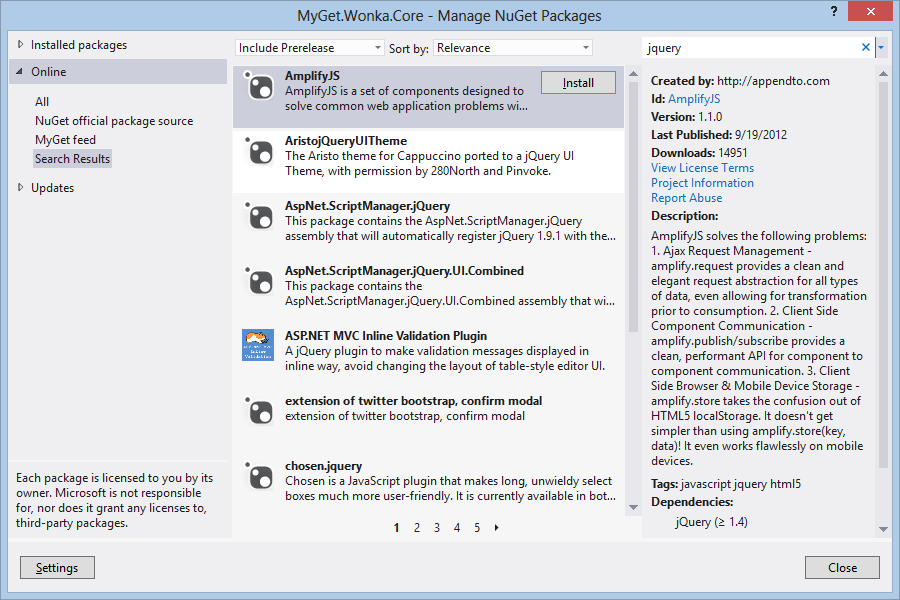 MyGet.Wonka.Core - Manage NuGet Packages
?
Installed packages
Online
All
NuGet official package source
MyGet feed
Search Results
Updates
Each package is licensed to you by its
owner. Microsoft is not responsible
for, nor does it grant any licenses to,
third-party packages.
Include Prerelease
Sort by:
Relevance
AmplifyJS
AmplifyJS is a set of components designed to
solve common web application problems wi...
Install
AristojQueryUITheme
The Aristo theme for Cappuccino ported to a jQuery UI
Theme, with permission by 280North and Pinvoke.
AspNet.ScriptManager.jQuery
This package contains the AspNet.ScriptManager.jQuery
assembly that will automatically register jQuery 1.9.1 with the...
AspNet.ScriptManager.jQuery.UI.Combined
This package contains the
AspNet.ScriptManager.jQuery.UI.Combined assembly that wi...
ASP.NET MVC Inline Validation Plugin
A jQuery plugin to make validation messages displayed in
inline way, avoid changing the layout of table-style editor UI.
extension of twitter bootstrap, confirm modal
extension of twitter bootstrap, confirm modal
chosen.jquery
Chosen is a JavaScript plugin that makes long, unwieldy select
boxes much more user-friendly. It is currently available in bot...
1 2 3 4 5
jquery
Created by: http://appendto.com
Id: AmplifyJS
Version: 1.1.0
Last Published: 9/19/2012
Downloads: 14951
View License Terms
Project Information
Report Abuse
Description:
AmplifyJS solves the following problems:
1. Ajax Request Management -
amplify.request provides a clean and
elegant request abstraction for all types
of data, even allowing for transformation
prior to consumption. 2. Client Side
Component Communication -
amplify.publish/subscribe provides a
clean, performant API for component to
component communication. 3. Client
Side Browser & Mobile Device Storage -
amplify.store takes the confusion out of
HTML5 localStorage. It doesn't get
simpler than using amplify.store(key,
data)! It even works flawlessly on mobile
devices.
Tags: javascript jquery html5
Dependencies:
jQuery (≥ 1.4)
Settings
Close